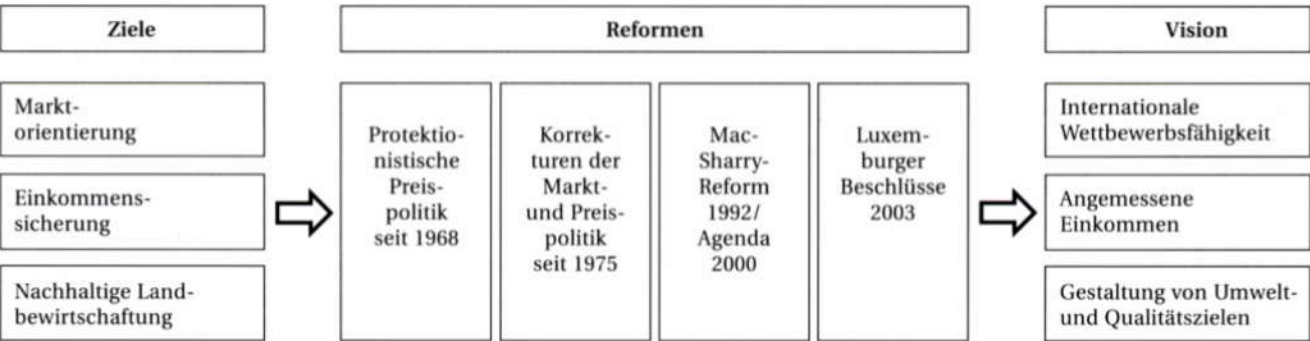 Ziele
Reformen
Vision
Markt-
orientierung
Einkommens-
sicherung
Nachhaltige Land-
bewirtschaftung
Protektio-
nistische
Preis-
politik
seit 1968
Korrek-
turen der
Markt-
und Preis-
politik
seit 1975
Mac-
Sharry-
Reform
1992/
Agenda
2000
Luxem-
burger
Beschlüsse
2003
Internationale
Wettbewerbsfähigkeit
Angemessene
Einkommen
Gestaltung von Umwelt-
und Qualitätszielen